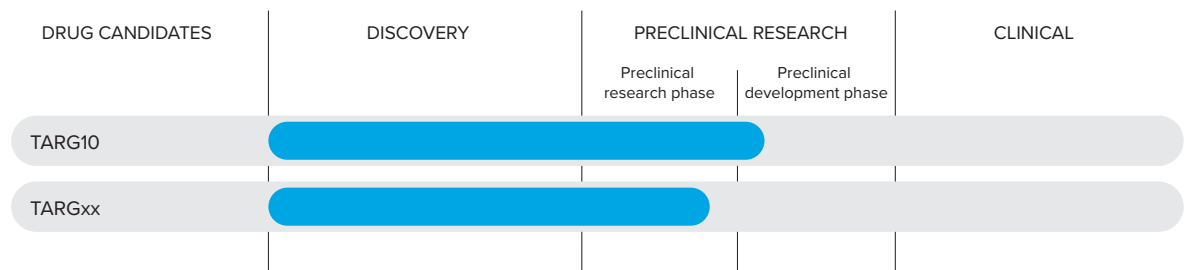 DRUG CANDIDATES
DISCOVERY
PRECLINICAL RESEARCH
CLINICAL
Preclinical
research phase
Preclinical
development phase
TARG10
TARGxx